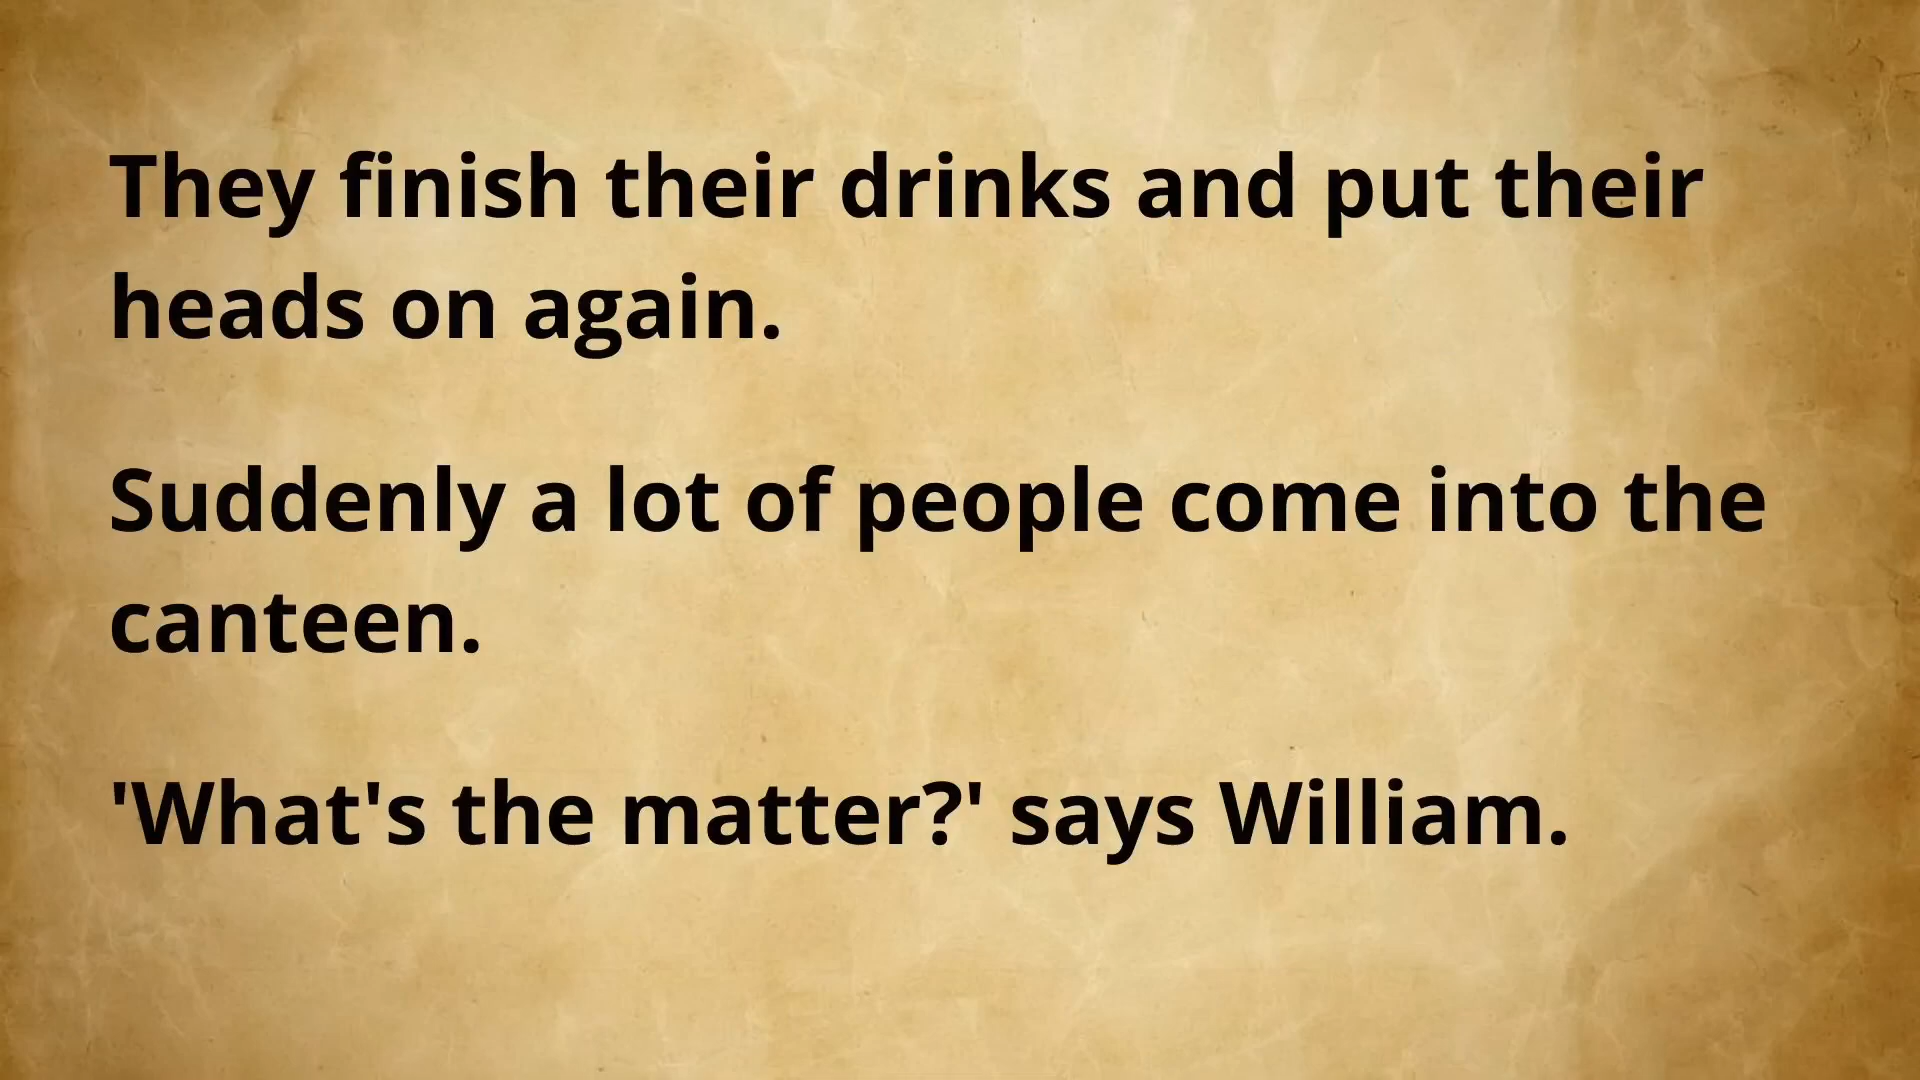 They finish their drinks and put their
heads on again.
Suddenly a lot of people come into the
canteen.
'What's the matter?' says William.